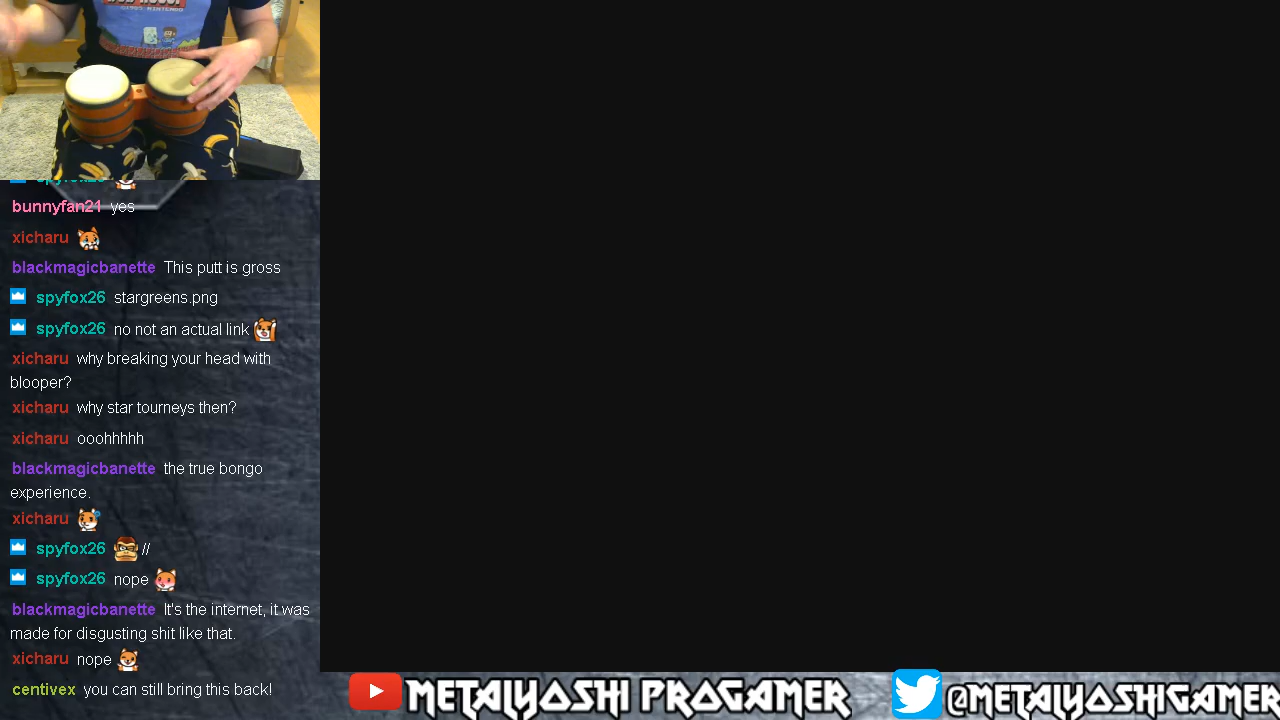 ©1985 NINTENDO
spyfox26
bunnyfan21 yes
xicharu
blackmagicbanette This putt is gross
spyfox26 stargreens.png
spyfox26 no not an actual link
xicharu why breaking your head with
blooper?
xicharu why star tourneys then?
xicharu ooohhhhh
blackmagicbanette the true bongo
experience.
xicharu
spyfox26 //
spyfox26 nope
blackmagicbanette It's the internet, it was
made for disgusting shit like that.
xicharu nope
centivex you can still bring this back!
METALYOSHI PROGAMER @METALYOSHIGAMER